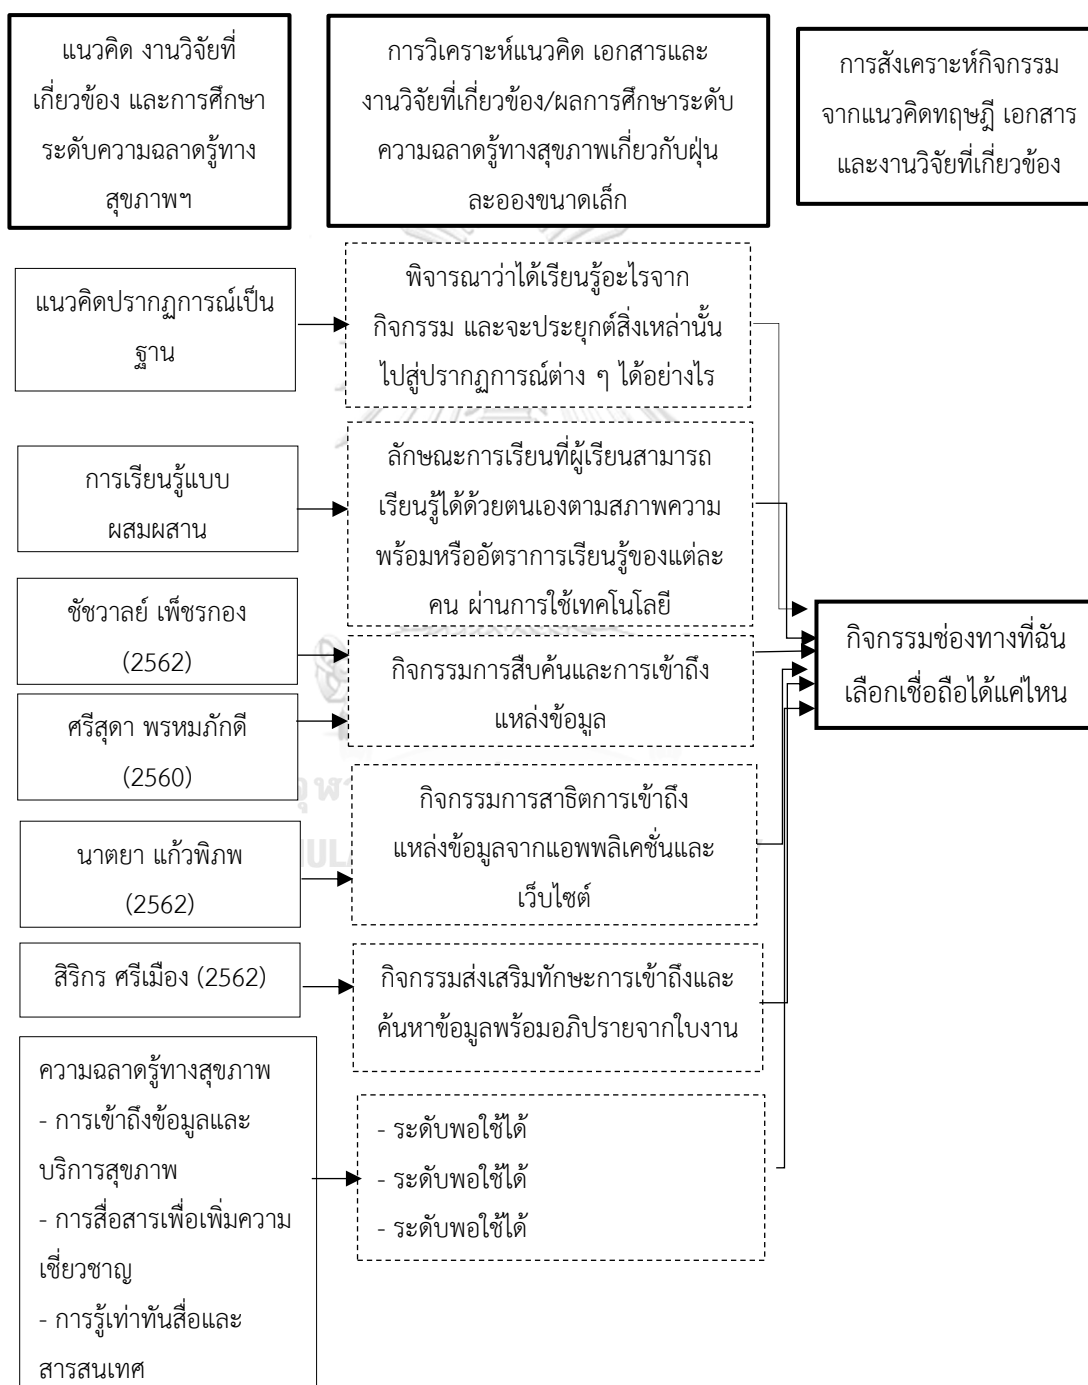 แนวคิด งานวิจัยที่
เกี่ยวข้อง และการศึกษา
ระดับความฉลาดรู้ทาง
สุขภาพฯ
การวิเคราะห์แนวคิด เอกสารและ
งานวิจัยที่เกี่ยวข้อง/ผลการศึกษาระดับ
ความฉลาดรู้ทางสุขภาพเกี่ยวกับฝุ่น
ละอองขนาดเล็ก
การสังเคราะห์กิจกรรม
จากแนวคิดทฤษฎี เอกสาร
และงานวิจัยที่เกี่ยวข้อง
แนวคิดปรากฏการณ์เป็น
ฐาน
พิจารณาว่าได้เรียนรู้อะไรจาก
กิจกรรม และจะประยุกต์สิ่งเหล่านั้น
ไปสู่ปรากฏการณ์ต่าง ๆ ได้อย่างไร
การเรียนรู้แบบ
ผสมผสาน
ลักษณะการเรียนที่ผู้เรียนสามารถ
เรียนรู้ได้ด้วยตนเองตามสภาพความ
พร้อมหรืออัตราการเรียนรู้ของแต่ละ
คน ผ่านการใช้เทคโนโลยี
ชัชวาลย์ เพ็ชรกอง
(2562)
ศรีสุดา พรหมภักดี
(2560)
กิจกรรมการสืบค้นและการเข้าถึง
แหล่งข้อมูล
นาตยา แก้วพิภพ
(2562)
กิจกรรมการสาธิตการเข้าถึง
แหล่งข้อมูลจากแอพพลิเคชั่นและ
เว็บไซต์
สิริกร ศรีเมือง (2562)
กิจกรรมส่งเสริมทักษะการเข้าถึงและ
ค้นหาข้อมูลพร้อมอภิปรายจากใบงาน
ความฉลาดรู้ทางสุขภาพ
- การเข้าถึงข้อมูลและ
บริการสุขภาพ
- การสื่อสารเพื่อเพิ่มความ
เชี่ยวชาญ
- การรู้เท่าทันสื่อและ
สารสนเทศ
- ระดับพอใช้ได้
- ระดับพอใช้ได้
- ระดับพอใช้ได้
กิจกรรมช่องทางที่ฉัน
เลือกเชื่อถือได้แค่ไหน